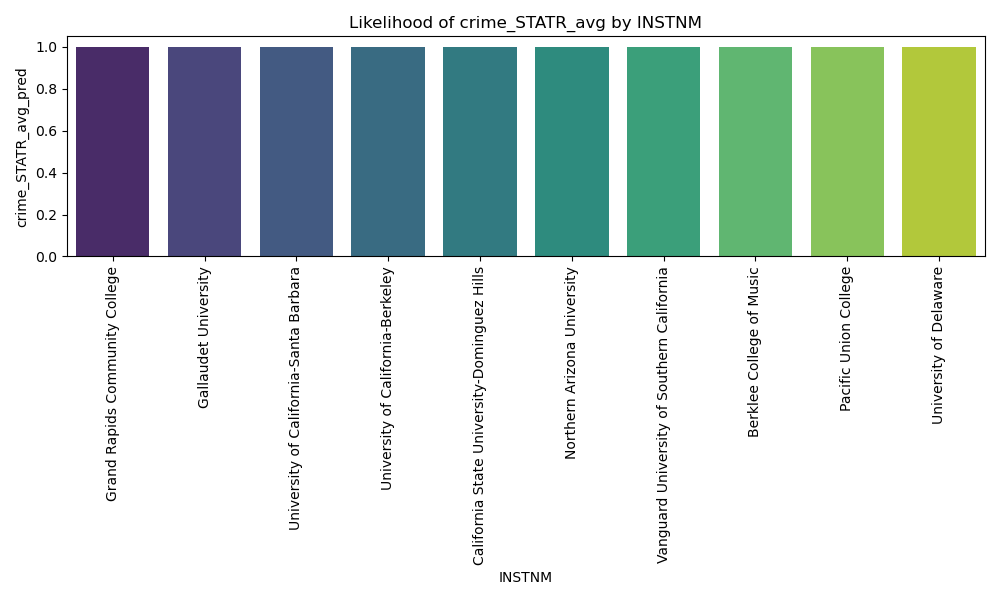 Likelihood of crime_STATR_avg by INSTNM
crime_STATR_avg_pred
1.0
0.8
0.6
0.4
0.2
0.0
Grand Rapids Community College
Gallaudet University
University of California-Santa Barbara
University of California-Berkeley
California State University-Dominguez Hills
Northern Arizona University
Vanguard University of Southern California
Berklee College of Music
Pacific Union College
University of Delaware
INSTNM